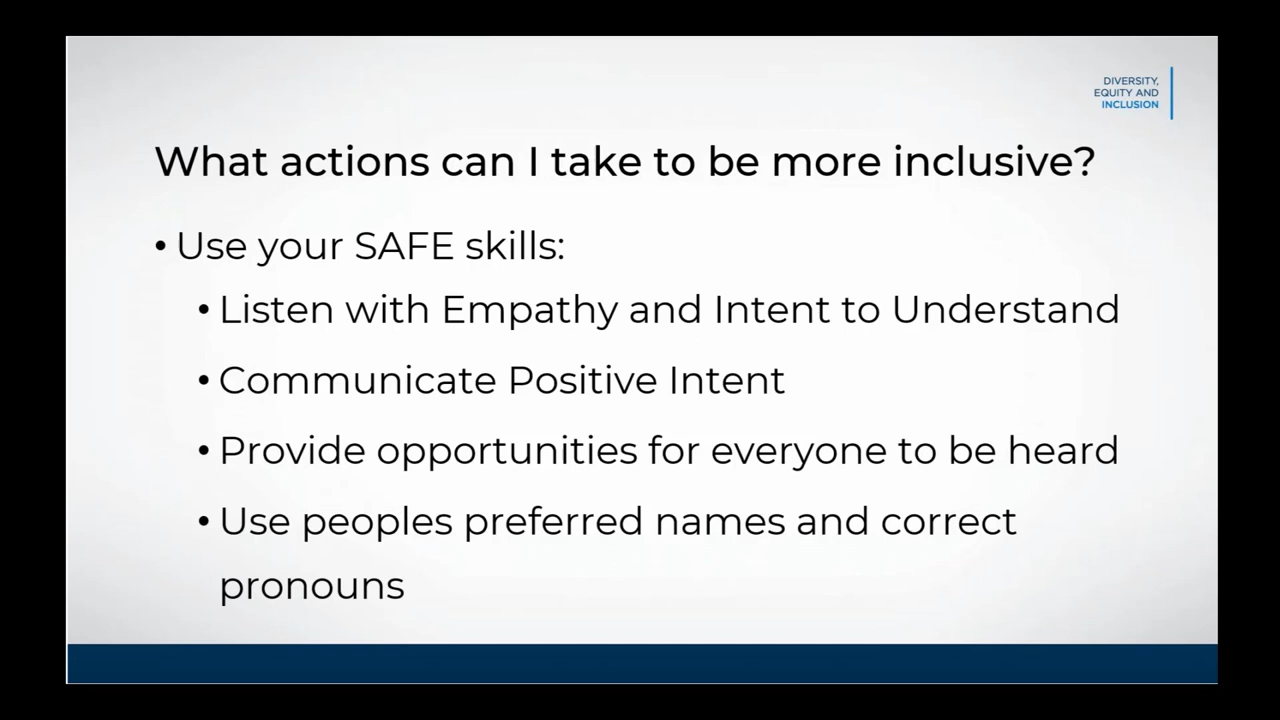 DIVERSITY,
EQUITY AND
INCLUSION
What actions can I take to be more inclusive?
• Use your SAFE skills:
• Listen with Empathy and Intent to Understand
• Communicate Positive Intent
• Provide opportunities for everyone to be heard
• Use peoples preferred names and correct
pronouns